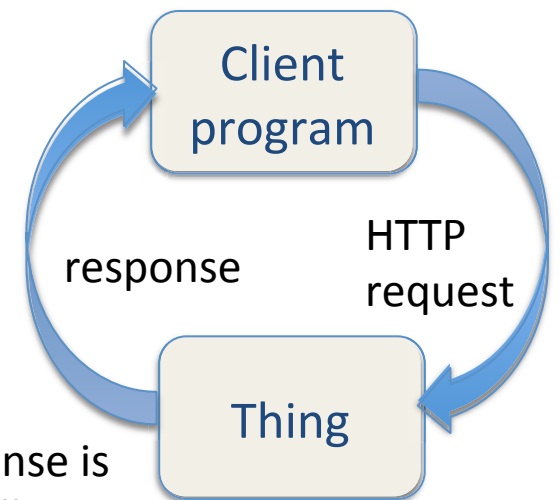 Client
program
HTTP
request
response
Thing
nse is